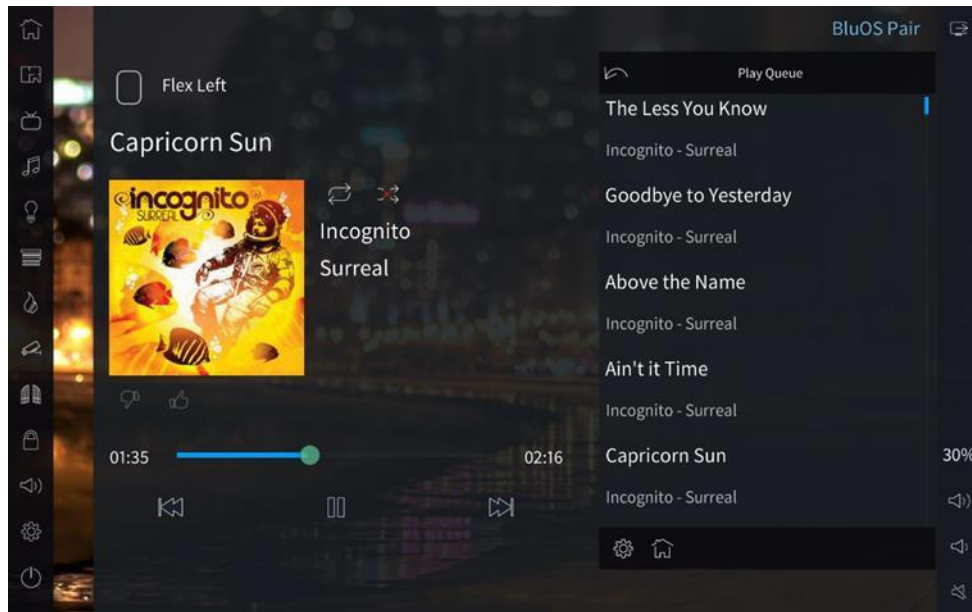 BluOS Pair
Flex Left
Capricorn Sun
incognito
SURREAL
Incognito
Surreal
01:35
02:16
Play Queue
The Less You Know
Incognito - Surreal
Goodbye to Yesterday
Incognito - Surreal
Above the Name
Incognito - Surreal
Ain't it Time
Incognito - Surreal
Capricorn Sun
Incognito - Surreal
30%